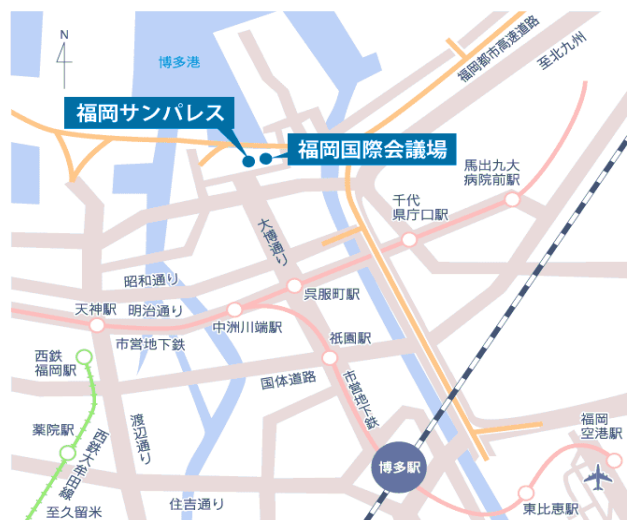 N
博多港
福岡都市高速道路
至北九州
福岡サンパレス
福岡国際会議場
馬出九大
病院前駅
千代
県庁口駅
大博通り
昭和通り
呉服町駅
天神駅
明治通り
中洲川端駅
市営地下鉄
祇園駅
西鉄
福岡駅
国体道路
市営地下鉄
薬院駅
西鉄大牟田線
渡辺通り
博多駅
福岡
空港駅
至久留米
住吉通り
東比恵駅